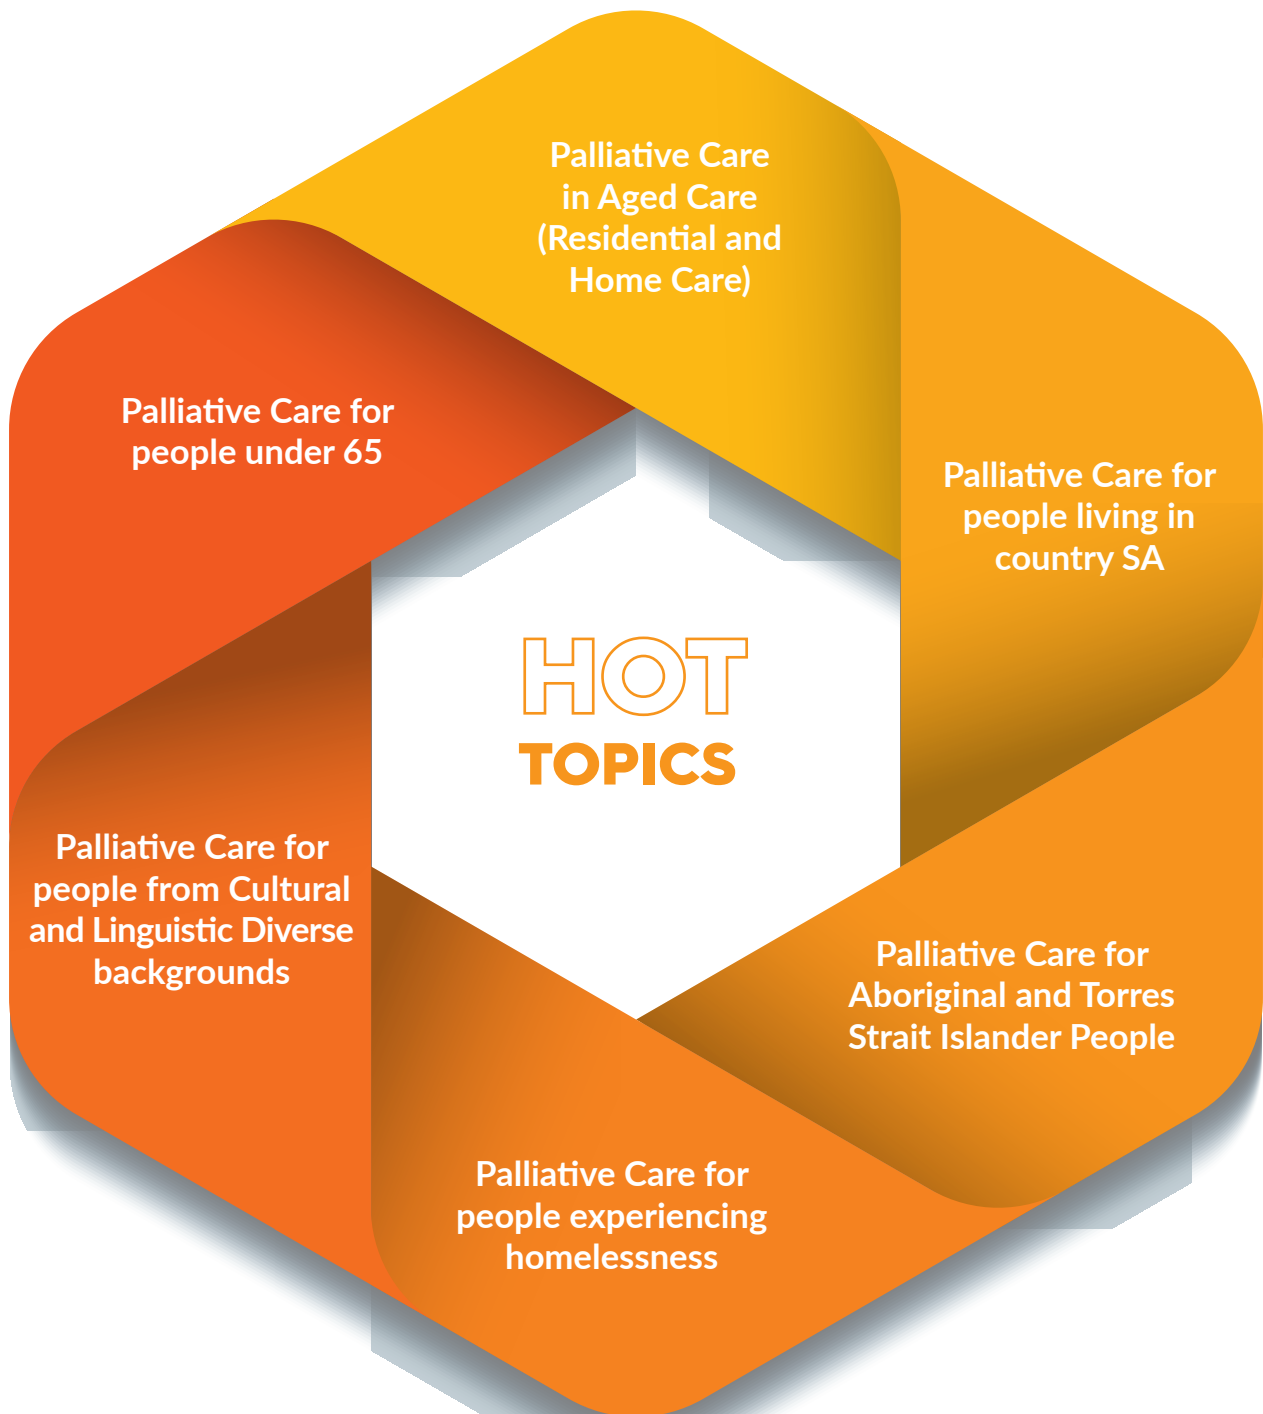 Palliative Care
in Aged Care
(Residential and
Home Care)
Palliative Care for
people living in
country SA
Palliative Care for
Aboriginal and Torres
Strait Islander People
Palliative Care for
people experiencing
homelessness
Palliative Care for
people from Cultural
and Linguistic Diverse
backgrounds
Palliative Care for
people under 65
HOT
TOPICS